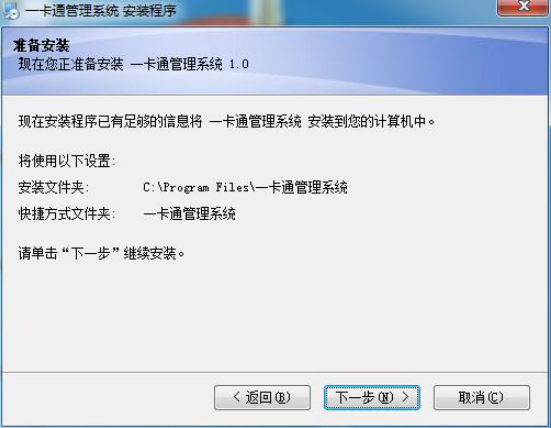 一卡通管理系统 安装程序
准备安装
现在您正准备安装 一卡通管理系统 1.0
现在安装程序已有足够的信息将 一卡通管理系统 安装到您的计算机中。
将使用以下设置:
安装文件夹: C:\Program Files\一卡通管理系统
快捷方式文件夹: 一卡通管理系统
请单击“下一步”继续安装。
< 返回(B) 下一步(N) > 取消(C)